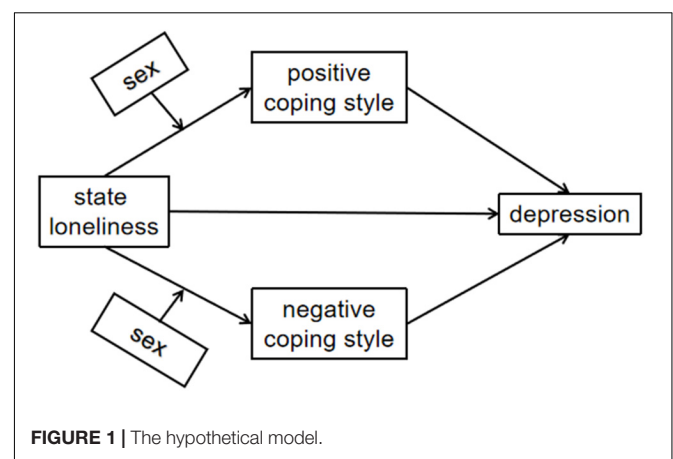 sex
positive
coping style
state
loneliness
depression
negative
coping style
sex
FIGURE 1 | The hypothetical model.